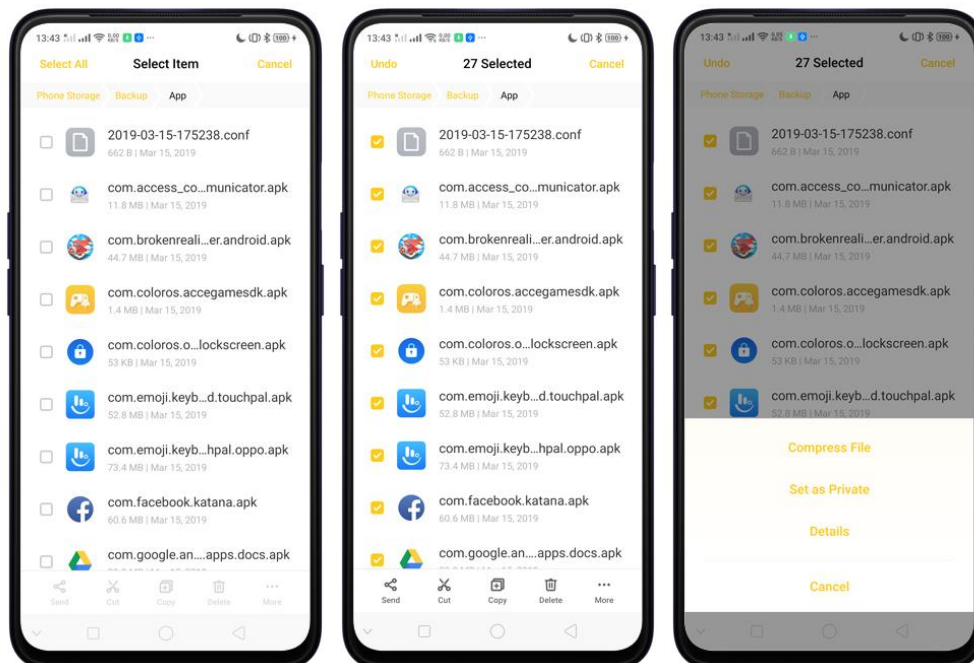 13:43
Select All Select Item Cancel
Phone Storage Backup App
2019-03-15-175238.conf
662 B | Mar 15, 2019
com.access_co...municator.apk
11.8 MB | Mar 15, 2019
com.brokenreali...er.android.apk
44.7 MB | Mar 15, 2019
com.coloros.accegamesdk.apk
1.4 MB | Mar 15, 2019
com.coloros.o...lockscreen.apk
53 KB | Mar 15, 2019
com.emoji.keyb...d.touchpal.apk
52.8 MB | Mar 15, 2019
com.emoji.keyb...hpal.oppo.apk
73.4 MB | Mar 15, 2019
com.facebook.katana.apk
60.6 MB | Mar 15, 2019
com.google.an....apps.docs.apk
Send Cut Copy Delete More
13:43
Undo 27 Selected Cancel
Phone Storage Backup App
2019-03-15-175238.conf
662 B | Mar 15, 2019
com.access_co...municator.apk
11.8 MB | Mar 15, 2019
com.brokenreali...er.android.apk
44.7 MB | Mar 15, 2019
com.coloros.accegamesdk.apk
1.4 MB | Mar 15, 2019
com.coloros.o...lockscreen.apk
53 KB | Mar 15, 2019
com.emoji.keyb...d.touchpal.apk
52.8 MB | Mar 15, 2019
com.emoji.keyb...hpal.oppo.apk
73.4 MB | Mar 15, 2019
com.facebook.katana.apk
60.6 MB | Mar 15, 2019
com.google.an....apps.docs.apk
Send Cut Copy Delete More
13:43
Undo 27 Selected Cancel
Phone Storage Backup App
2019-03-15-175238.conf
662 B | Mar 15, 2019
com.access_co...municator.apk
11.8 MB | Mar 15, 2019
com.brokenreali...er.android.apk
44.7 MB | Mar 15, 2019
com.coloros.accegamesdk.apk
1.4 MB | Mar 15, 2019
com.coloros.o...lockscreen.apk
53 KB | Mar 15, 2019
com.emoji.keyb...d.touchpal.apk
52.8 MB | Mar 15, 2019
Compress File
Set as Private
Details
Cancel